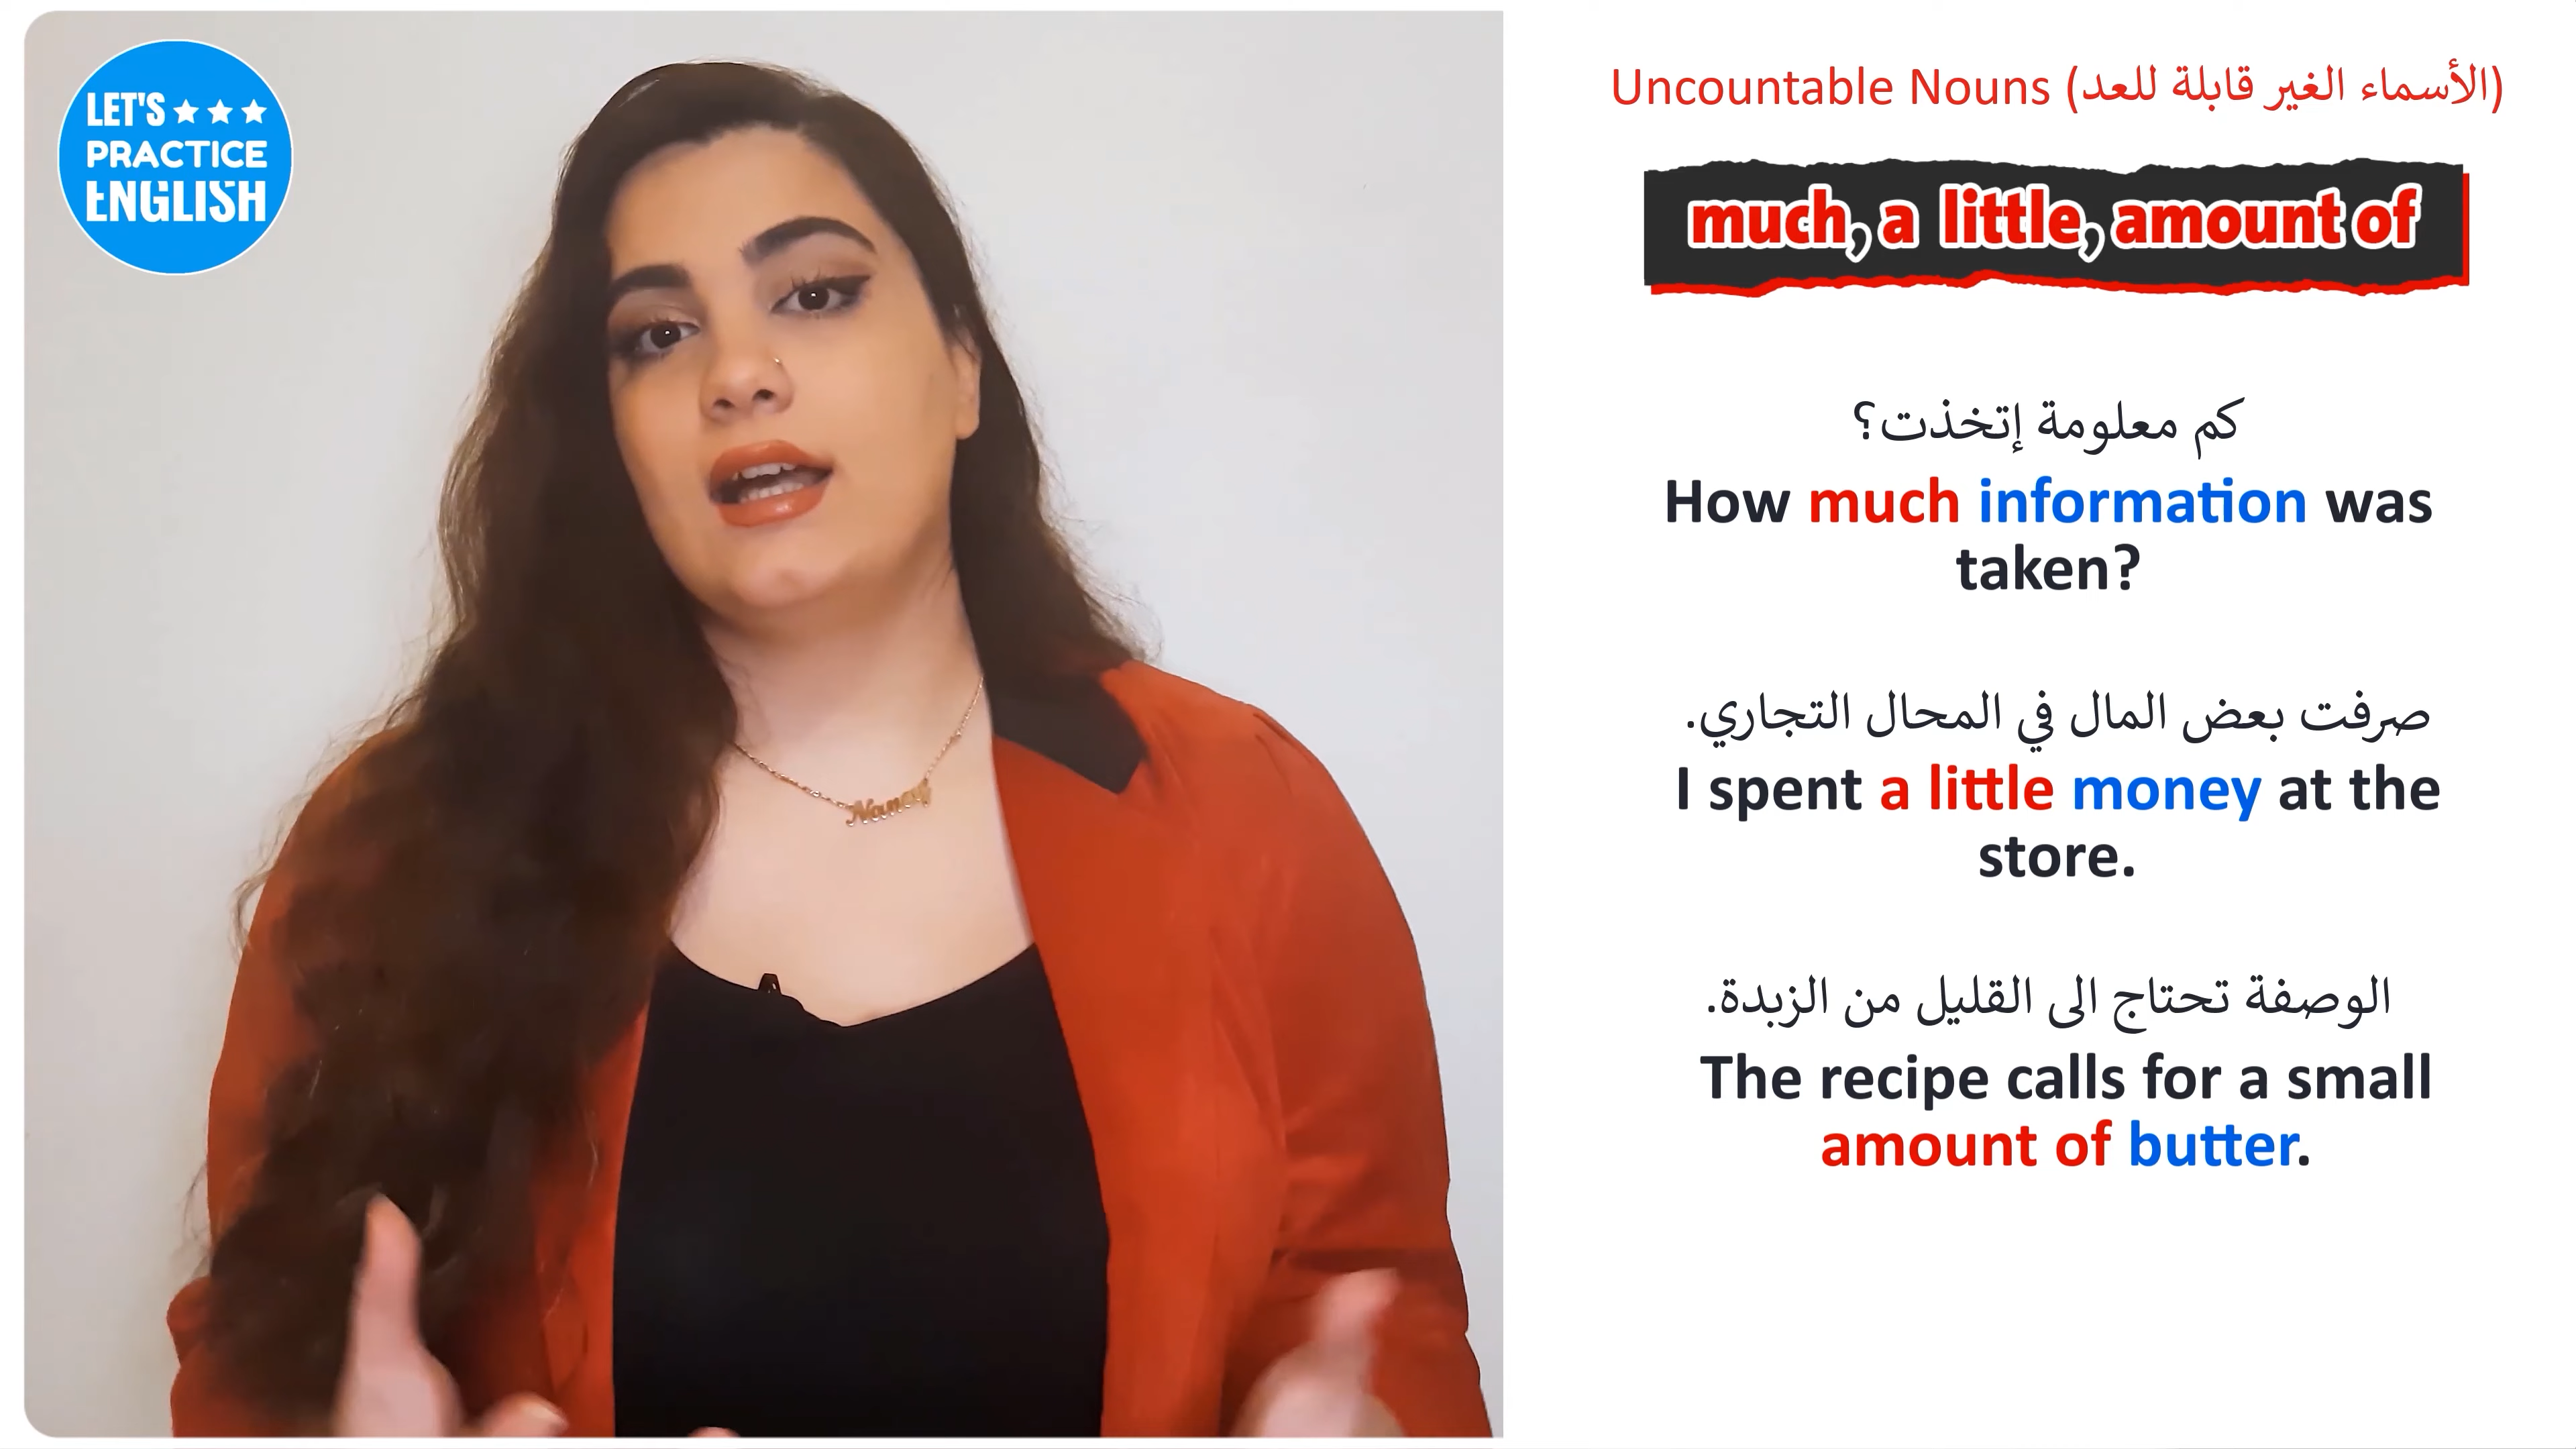 LET'S
PRACTICE
ENGLISH
Nancy
Uncountable Nouns (الأسماء الغير قابلة للعد)
much, a little, amount of
كم معلومة إتخذت؟
How much information was
taken?
صرفت بعض المال في المحال التجاري.
I spent a little money at the
store.
الوصفة تحتاج الى القليل من الزبدة.
The recipe calls for a small
amount of butter.